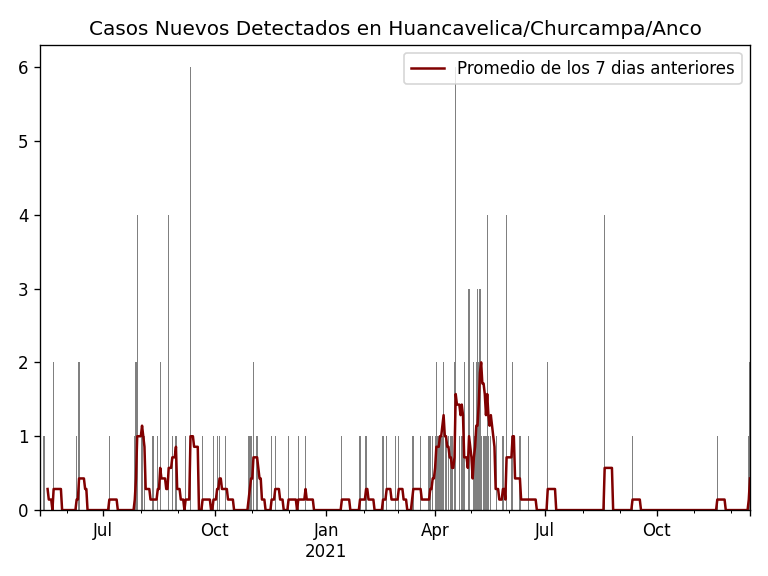 Casos Nuevos Detectados en Huancavelica/Churcampa/Anco
Promedio de los 7 dias anteriores
6
5
4
3
2
1
0
Jul
Oct
Jan
2021
Apr
Jul
Oct